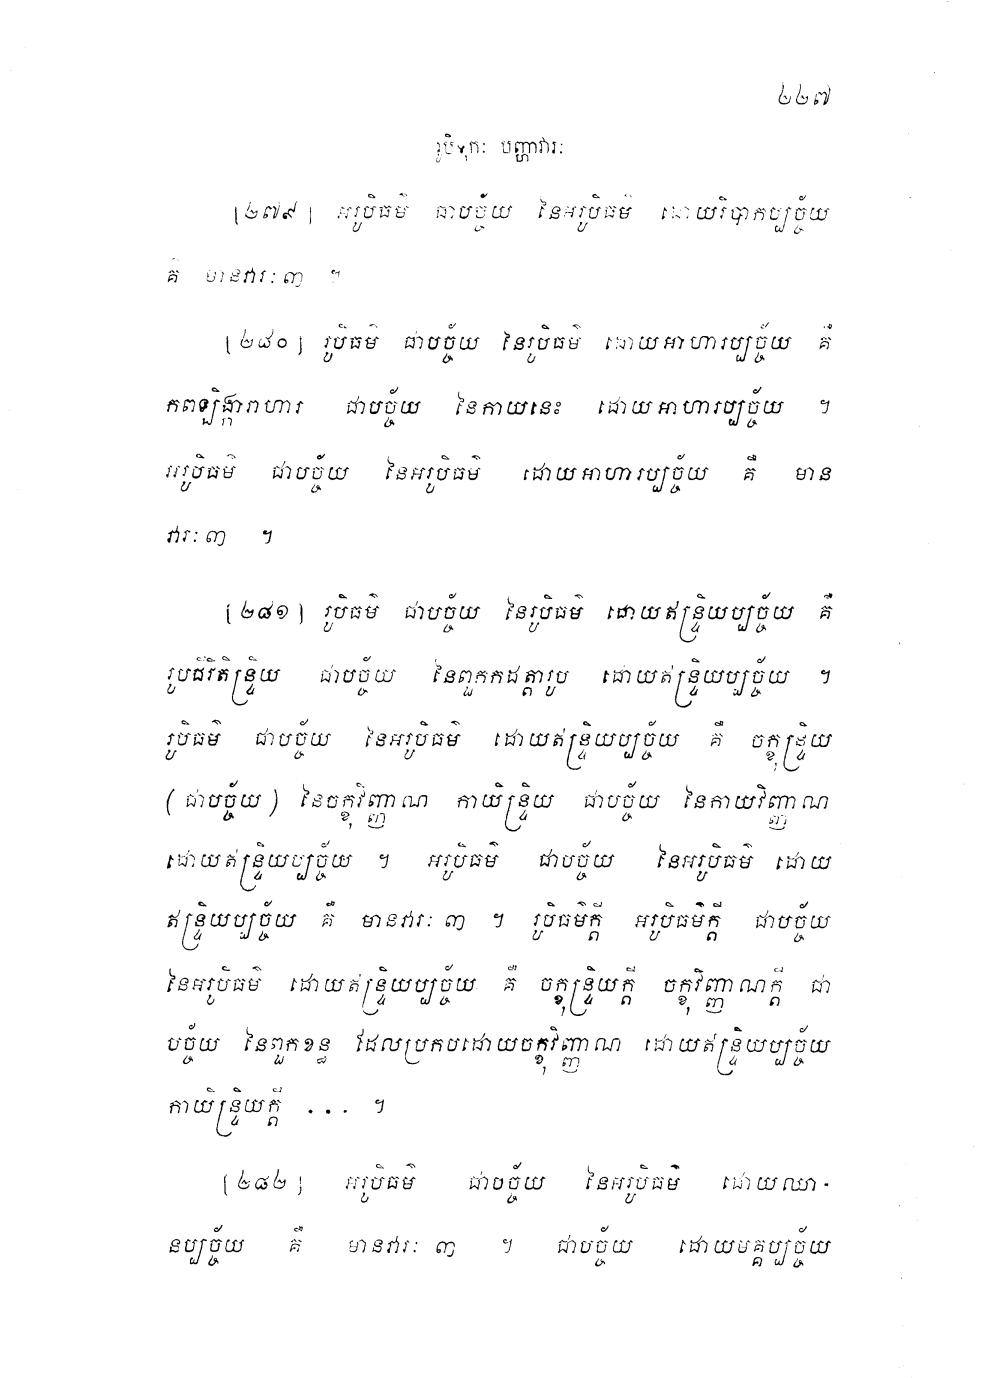 ២២៧
រូបិទុកៈ បញ្ហាវារៈ
[២៧៩] អរូបិធម៌ ជាបច្ច័យ នៃអរូបិធម៌ ដោយវិបាកប្បច្ច័យ
គឺ មានវារៈ៣ ។
[២៨០] រូបិធម៌ ជាបច្ច័យ នៃរូបិធម៌ ដោយអាហារប្បច្ច័យ គឺ
កពឡិង្ការាហារ ជាបច្ច័យ នៃកាយនេះ ដោយអាហារប្បច្ច័យ ។
អរូបិធម៌ ជាបច្ច័យ នៃអរូបិធម៌ ដោយអាហារប្បច្ច័យ គឺ មាន
វារៈ៣ ។
[២៨១] រូបិធម៌ ជាបច្ច័យ នៃរូបិធម៌ ដោយឥន្ទ្រិយប្បច្ច័យ គឺ
រូបជីវិតិន្ទ្រិយ ជាបច្ច័យ នៃពួកកដត្តារូប ដោយឥន្ទ្រិយប្បច្ច័យ ។
រូបិធម៌ ជាបច្ច័យ នៃអរូបិធម៌ ដោយឥន្ទ្រិយប្បច្ច័យ គឺ ចក្ខុន្ទ្រិយ
(ជាបច្ច័យ) នៃចក្ខុវិញ្ញាណ កាយិន្ទ្រិយ ជាបច្ច័យ នៃកាយវិញ្ញាណ
ដោយឥន្ទ្រិយប្បច្ច័យ ។ អរូបិធម៌ ជាបច្ច័យ នៃអរូបិធម៌ ដោយ
ឥន្ទ្រិយប្បច្ច័យ គឺ មានវារៈ ៣ ។ រូបិធម៌ក្តី អរូបិធម៌ក្តី ជាបច្ច័យ
នៃអរូបិធម៌ ដោយឥន្ទ្រិយប្បច្ច័យ គឺ ចក្ខុន្ទ្រិយក្តី ចក្ខុវិញ្ញាណក្តី ជា
បច្ច័យ នៃពួកខន្ធ ដែលប្រកបដោយចក្ខុវិញ្ញាណ ដោយឥន្ទ្រិយប្បច្ច័យ
កាយិន្ទ្រិយក្តី ... ។
[២៨២] អរូបិធម៌ ជាបច្ច័យ នៃអរូបិធម៌ ដោយឈា-
នប្បច្ច័យ គឺ មានវារៈ ៣ ។ ជាបច្ច័យ ដោយមគ្គប្បច្ច័យ